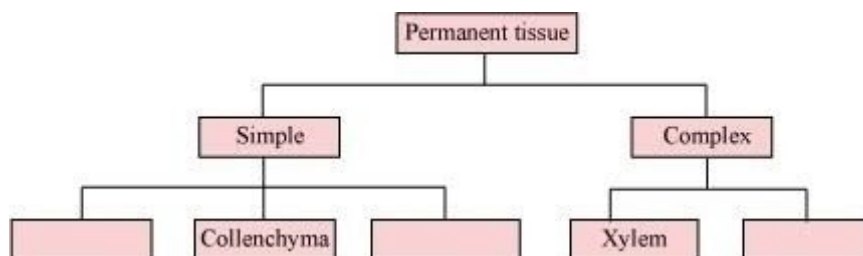 Permanent tissue
Simple
Complex
Collenchyma
Xylem